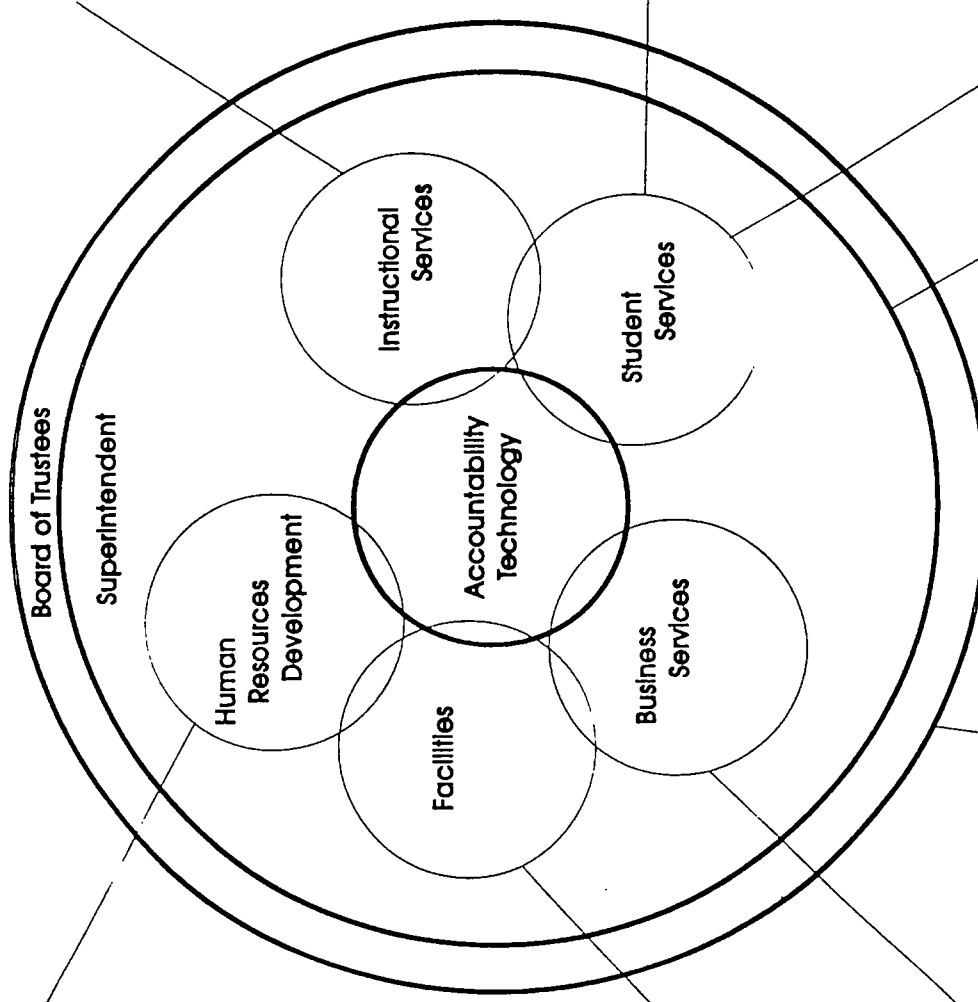 Board of Trustees
Superintendent
Human
Resources
Development
Instructional
Services
Facilities
Accountability
Technology
Student
Services
Business
Services